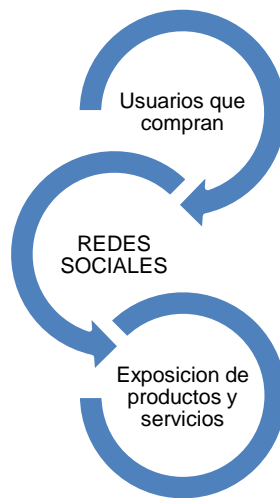 Usuarios que
compran
REDES
SOCIALES
Exposicion de
productos y
servicios